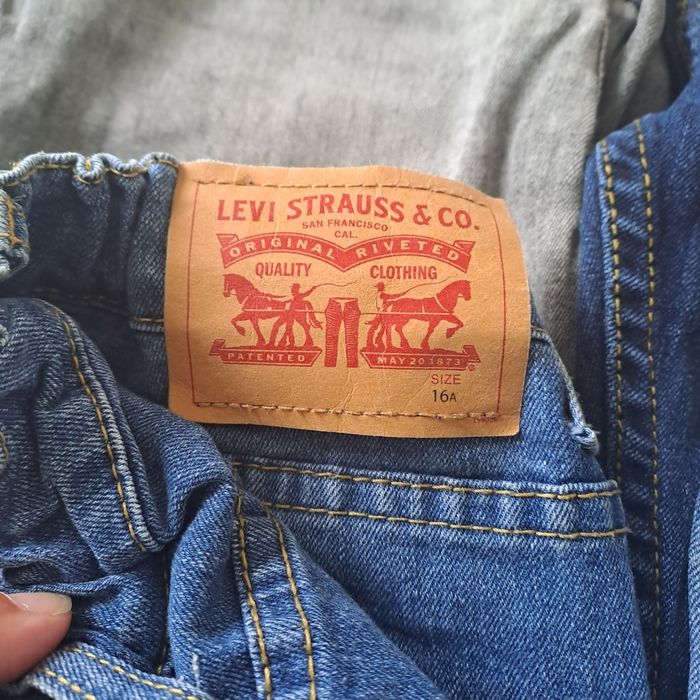 LEVI STRAUSS & CO.
SAN FRANCISCO
CAL.
ORIGINAL RIVETED
QUALITY CLOTHING
PATENTED MAY 20 1873
®
SIZE
16A